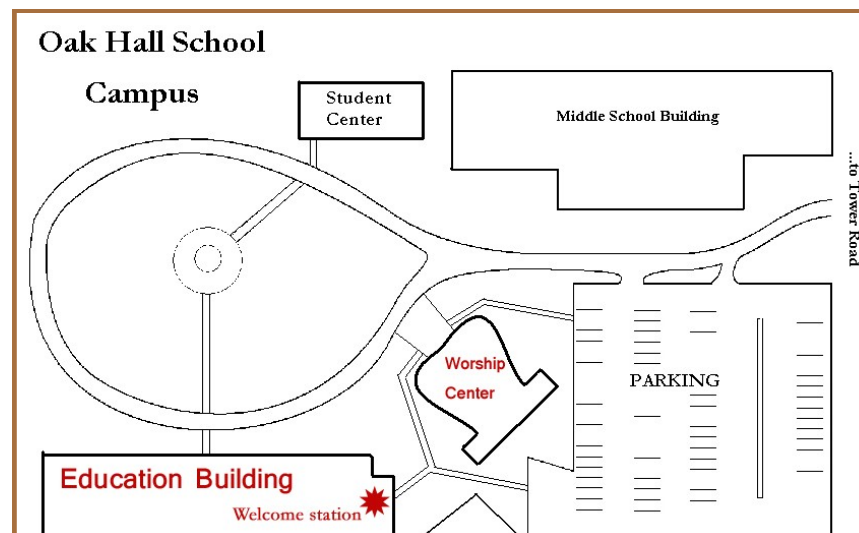 Oak Hall School
Campus
Student
Center
Middle School Building
...to Tower Road
Worship
Center
PARKING
Education Building
Welcome station